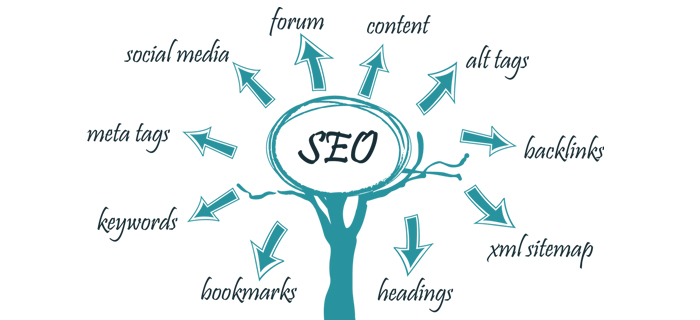 forum
content
social media
alt tags
meta tags
SEO
backlinks
keywords
xml sitemap
bookmarks
headings